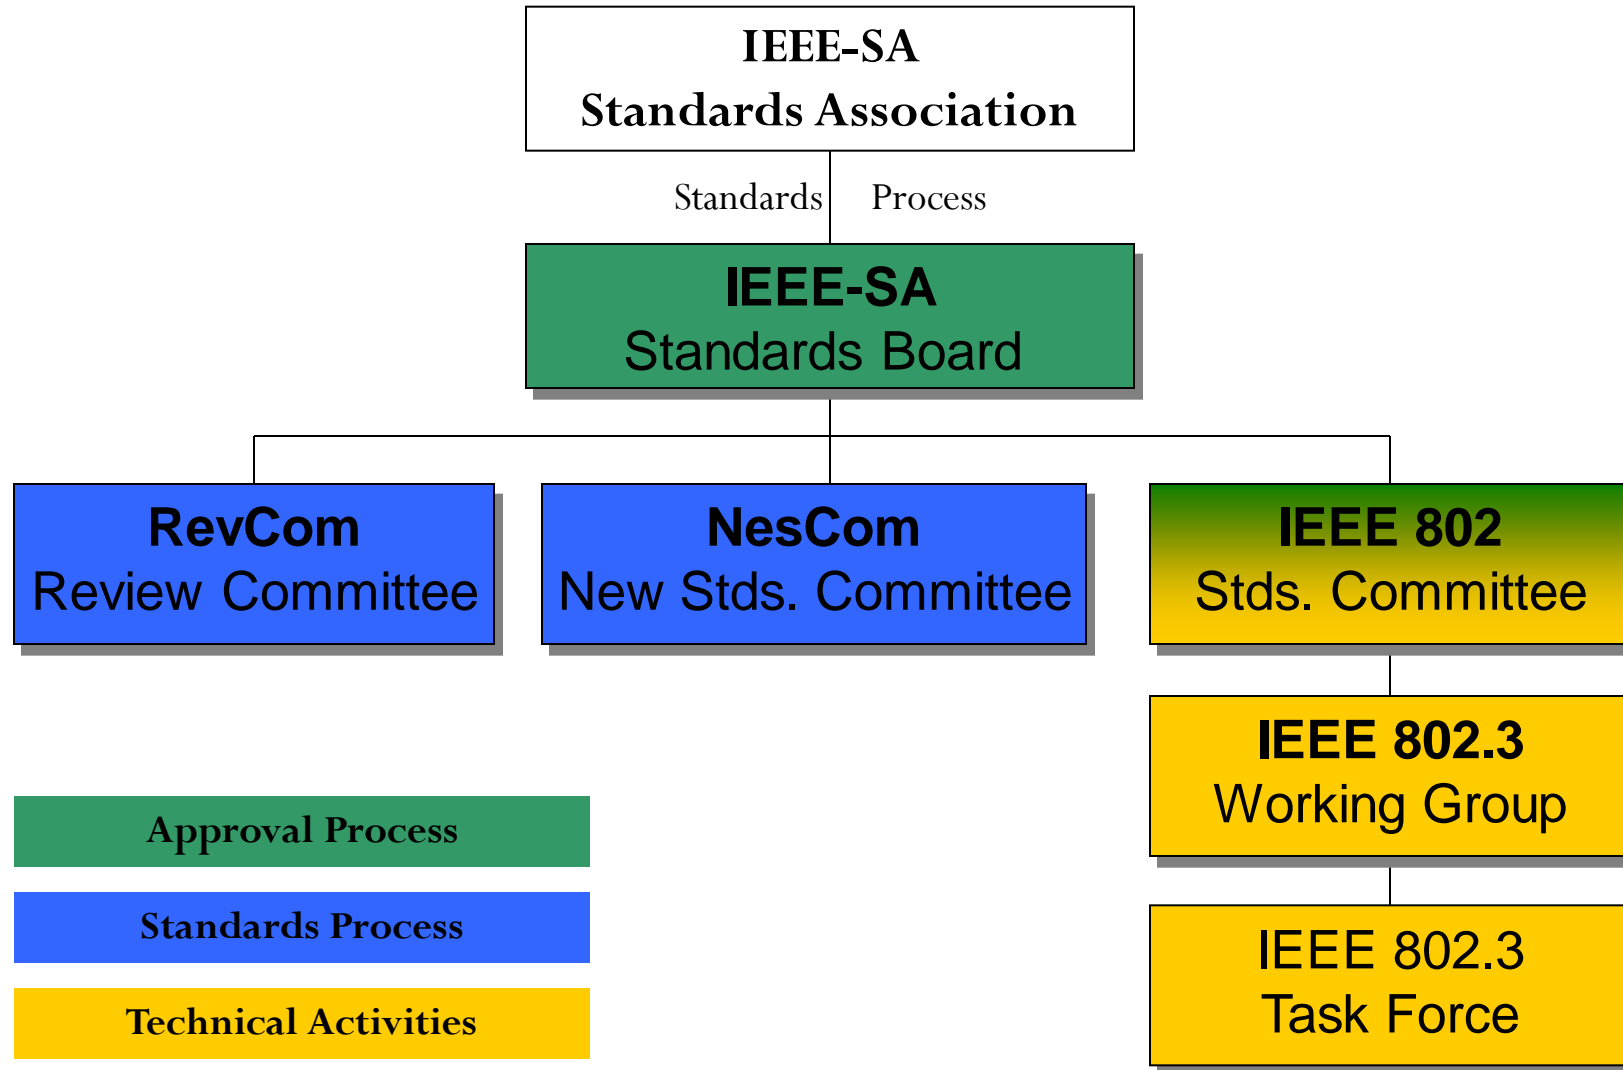 IEEE-SA
Standards Association
Standards Process
IEEE-SA
Standards Board
RevCom
Review Committee
NesCom
New Stds. Committee
IEEE 802
Stds. Committee
IEEE 802.3
Working Group
IEEE 802.3
Task Force
Approval Process
Standards Process
Technical Activities